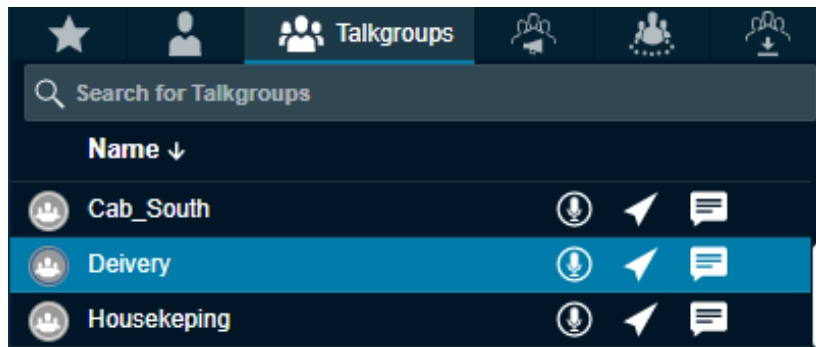 Talkgroups
Search for Talkgroups
Name ↓
Cab_South
Deivery
Housekeping